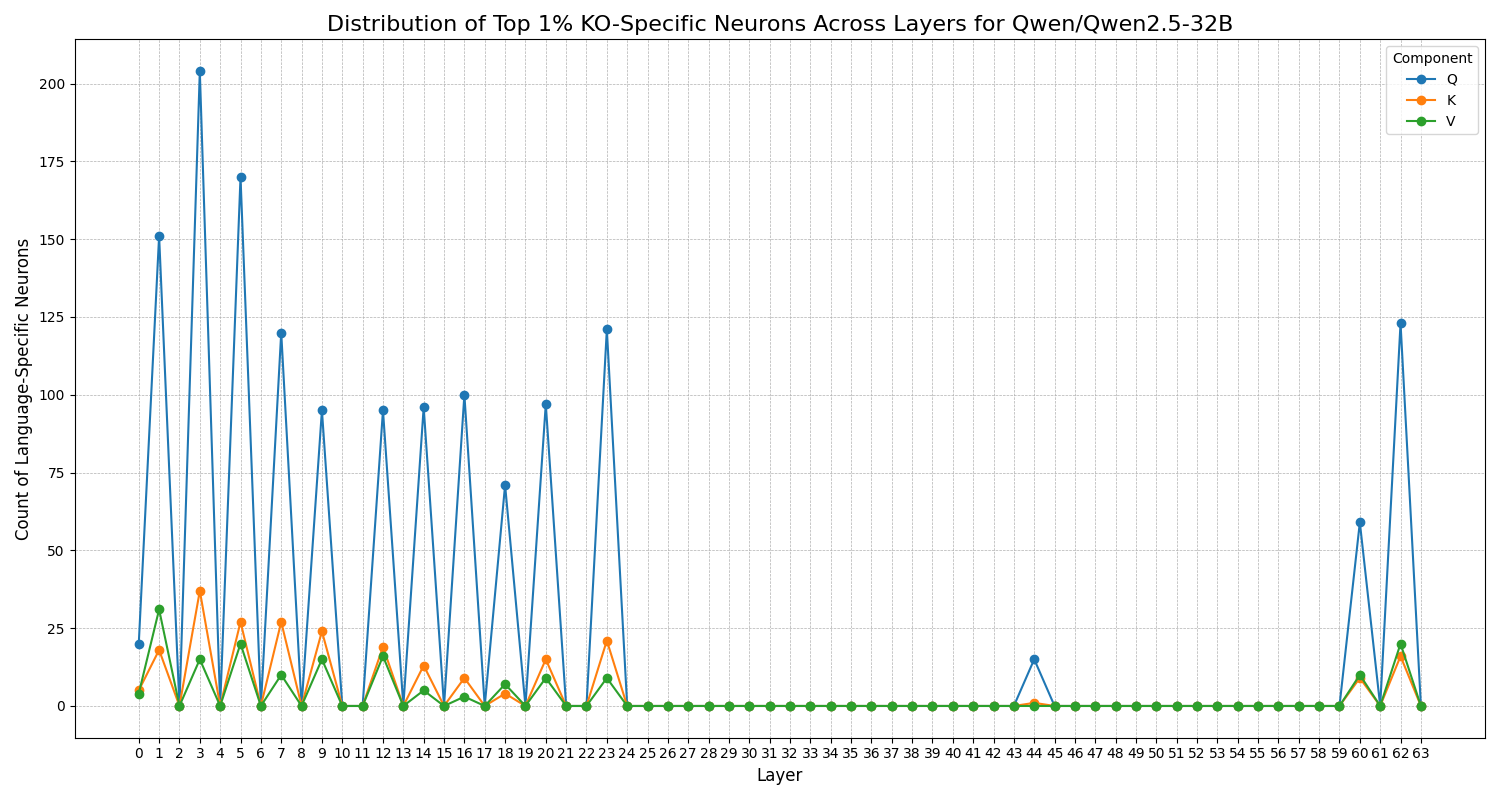 Distribution of Top 1% KO-Specific Neurons Across Layers for Qwen/Qwen2.5-32B
Component
Q
K
V
Count of Language-Specific Neurons
200
175
150
125
100
75
50
25
0
0 1 2 3 4 5 6 7 8 9 10 11 12 13 14 15 16 17 18 19 20 21 22 23 24 25 26 27 28 29 30 31 32 33 34 35 36 37 38 39 40 41 42 43 44 45 46 47 48 49 50 51 52 53 54 55 56 57 58 59 60 61 62 63
Layer